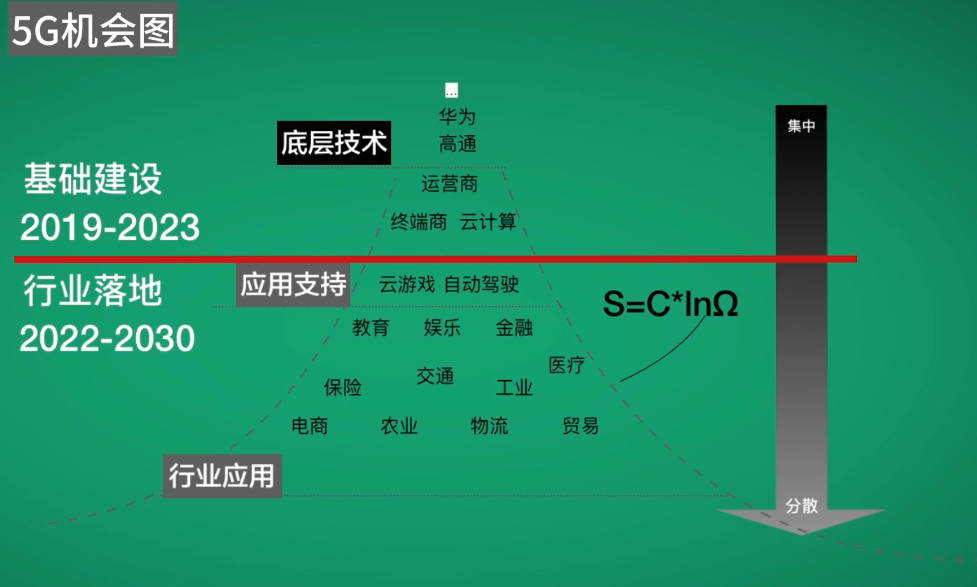 5G机会图
...
华为
集中
底层技术
高通
基础建设
运营商
2019-2023
终端商 云计算
行业落地
应用支持
云游戏 自动驾驶
S=C*lnΩ
2022-2030
教育 娱乐 金融
医疗
保险 交通 工业
电商 农业 物流 贸易
行业应用
分散